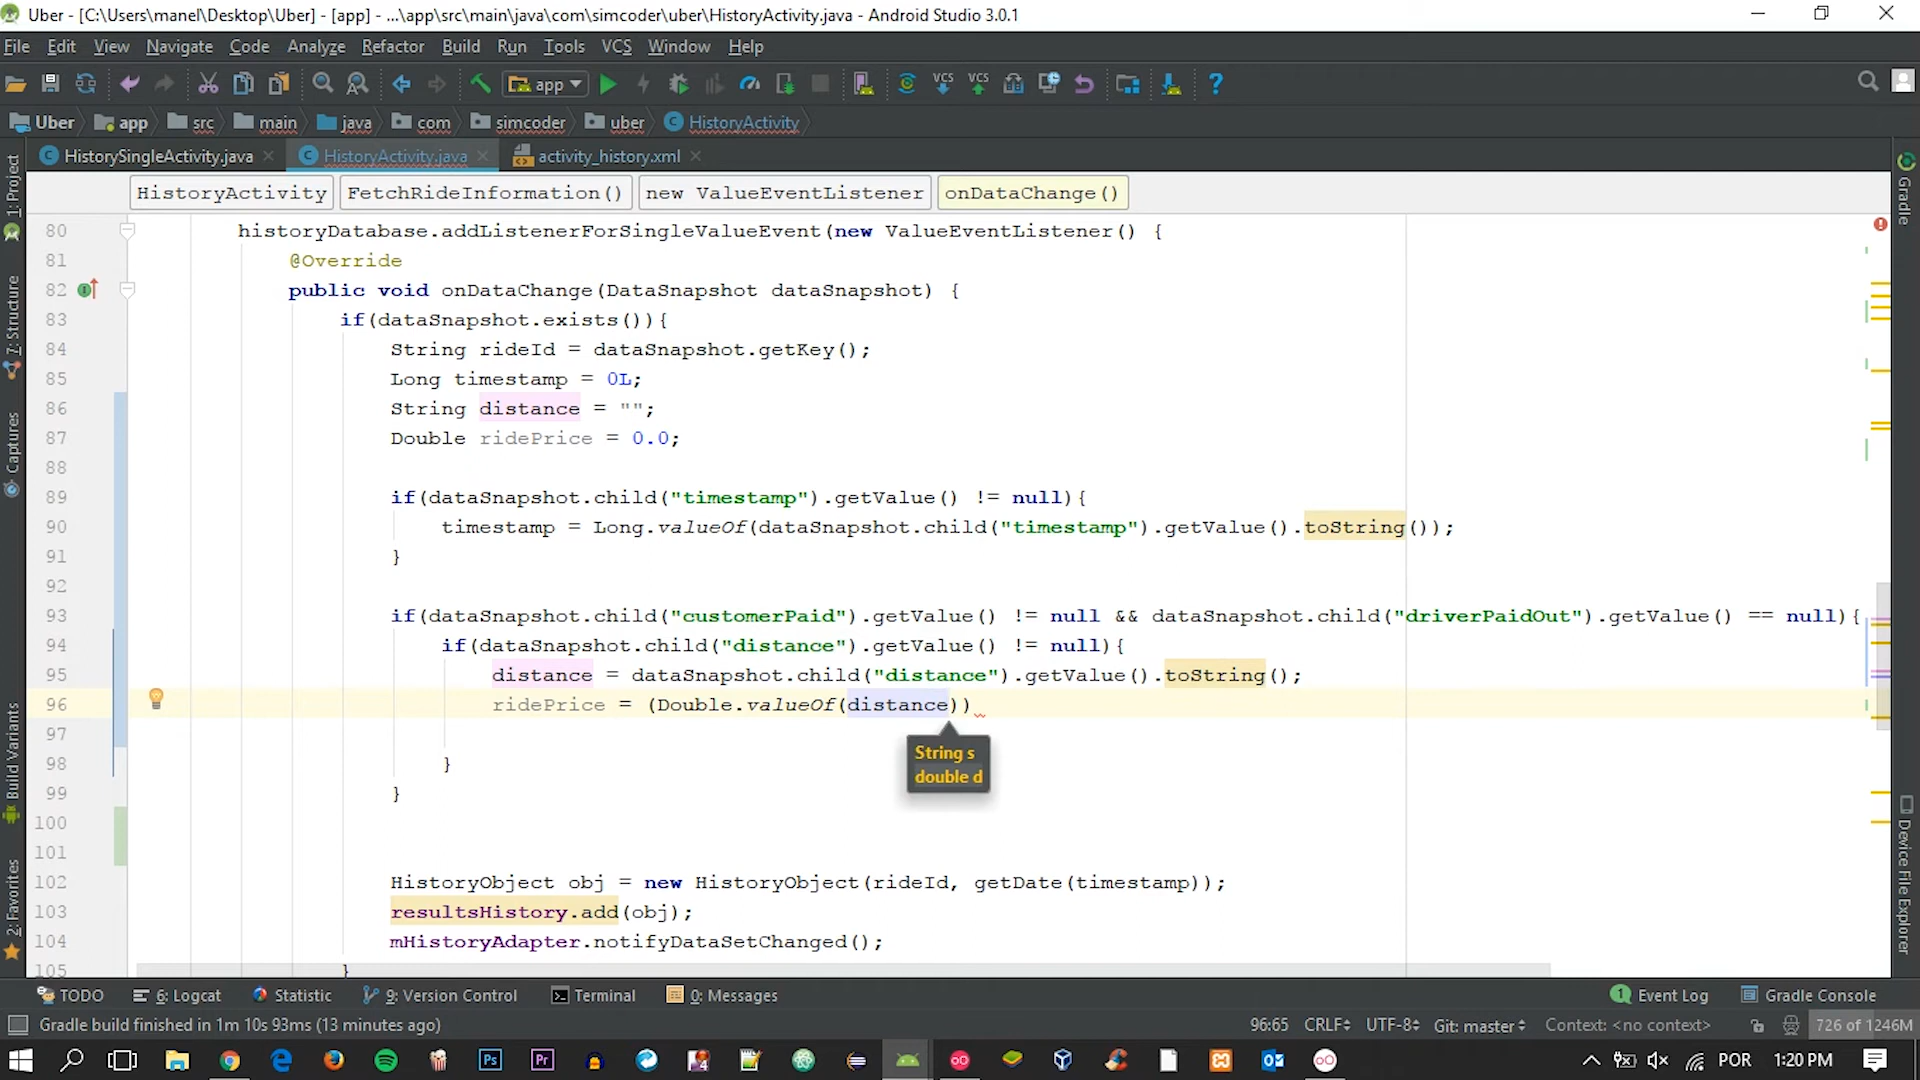 Uber - [C:\Users\manel\Desktop\Uber] - [app] - ...\app\src\main\java\com\simcoder\uber\HistoryActivity.java - Android Studio 3.0.1
File Edit View Navigate Code Analyze Refactor Build Run Tools VCS Window Help
app
VCS VCS
Uber app src main java com simcoder uber HistoryActivity
HistorySingleActivity.java HistoryActivity.java activity_history.xml
HistoryActivity FetchRideInformation() new ValueEventListener onDataChange()
1: Project
7: Structure
Captures
Build Variants
2: Favorites
Gradle
Device File Explorer
80 historyDatabase.addListenerForSingleValueEvent(new ValueEventListener() {
81 @Override
82 public void onDataChange(DataSnapshot dataSnapshot) {
83 if(dataSnapshot.exists()){
84 String rideId = dataSnapshot.getKey();
85 Long timestamp = 0L;
86 String distance = "";
87 Double ridePrice = 0.0;
88
89 if(dataSnapshot.child("timestamp").getValue() != null){
90 timestamp = Long.valueOf(dataSnapshot.child("timestamp").getValue().toString());
91 }
92
93 if(dataSnapshot.child("customerPaid").getValue() != null && dataSnapshot.child("driverPaidOut").getValue() == null){
94 if(dataSnapshot.child("distance").getValue() != null){
95 distance = dataSnapshot.child("distance").getValue().toString();
96 ridePrice = (Double.valueOf(distance))
97
String s
double d
98 }
99 }
100
101
102 HistoryObject obj = new HistoryObject(rideId, getDate(timestamp));
103 resultsHistory.add(obj);
104 mHistoryAdapter.notifyDataSetChanged();
105 }
TODO 6: Logcat Statistic 9: Version Control Terminal 0: Messages 1 Event Log Gradle Console
Gradle build finished in 1m 10s 93ms (13 minutes ago) 96:65 CRLF UTF-8 Git: master Context: <no context> 726 of 1246M
Ps Pr POR 1:20 PM